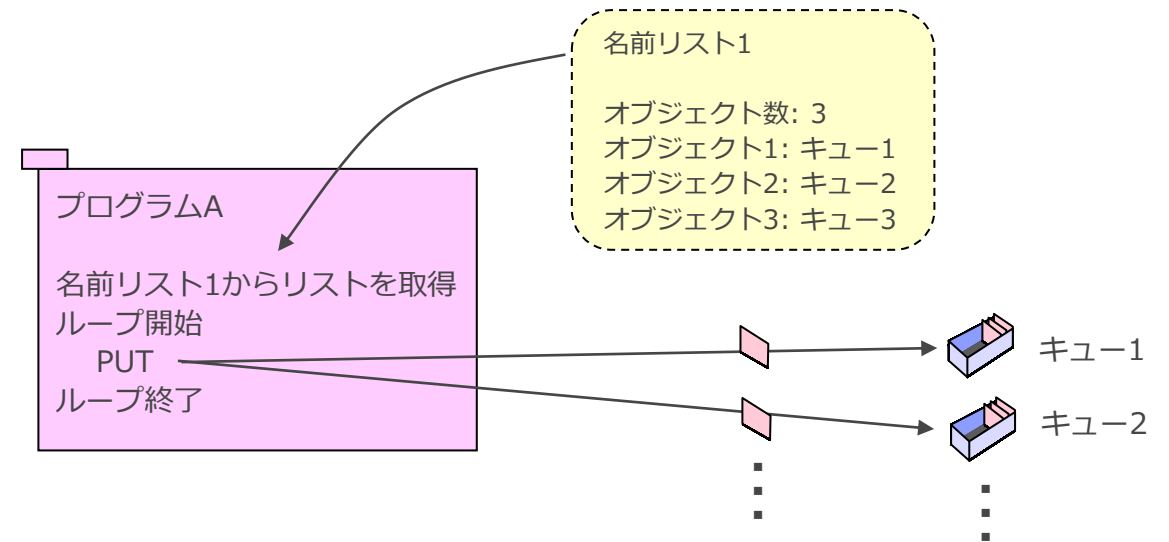 名前リスト1
オブジェクト数: 3
オブジェクト1: キュー1
オブジェクト2: キュー2
オブジェクト3: キュー3
プログラムA
名前リスト1からリストを取得
ループ開始
PUT
ループ終了
キュー1
キュー2